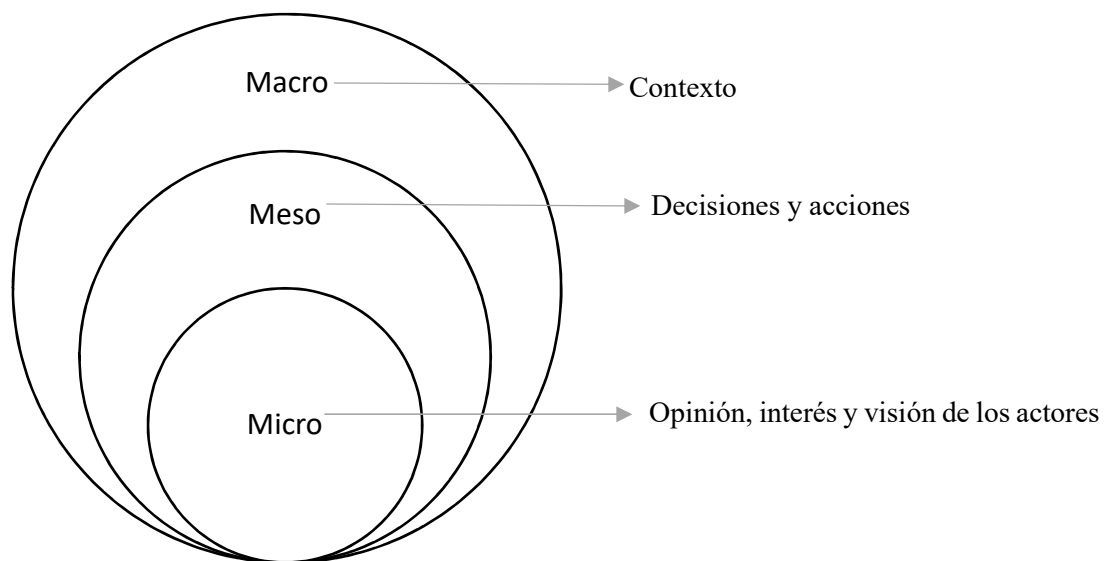 Macro
Contexto
Meso
Decisiones y acciones
Micro
Opinión, interés y visión de los actores